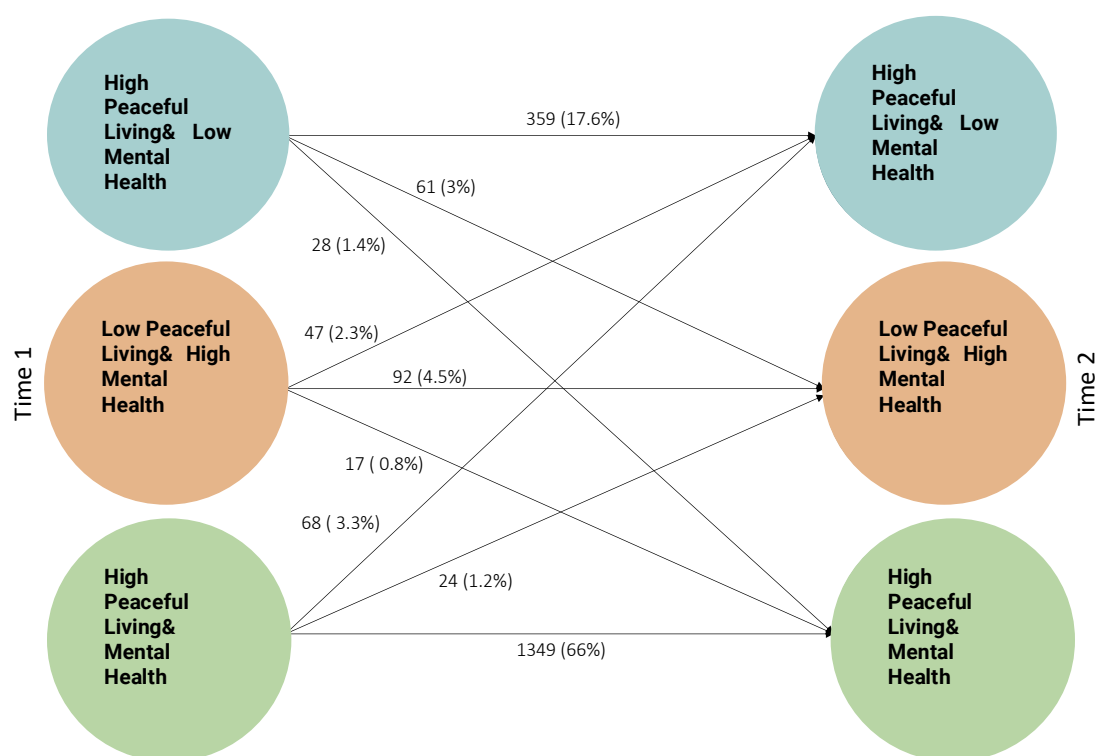 High
Peaceful
Living& Low
Mental
Health
High
Peaceful
Living& Low
Mental
Health
359 (17.6%)
61 (3%)
28 (1.4%)
Time 1
Low Peaceful
Living& High
Mental
Health
Low Peaceful
Living& High
Mental
Health
Time 2
47 (2.3%)
92 (4.5%)
17 ( 0.8%)
68 ( 3.3%)
24 (1.2%)
1349 (66%)
High
Peaceful
Living&
Mental
Health
High
Peaceful
Living&
Mental
Health